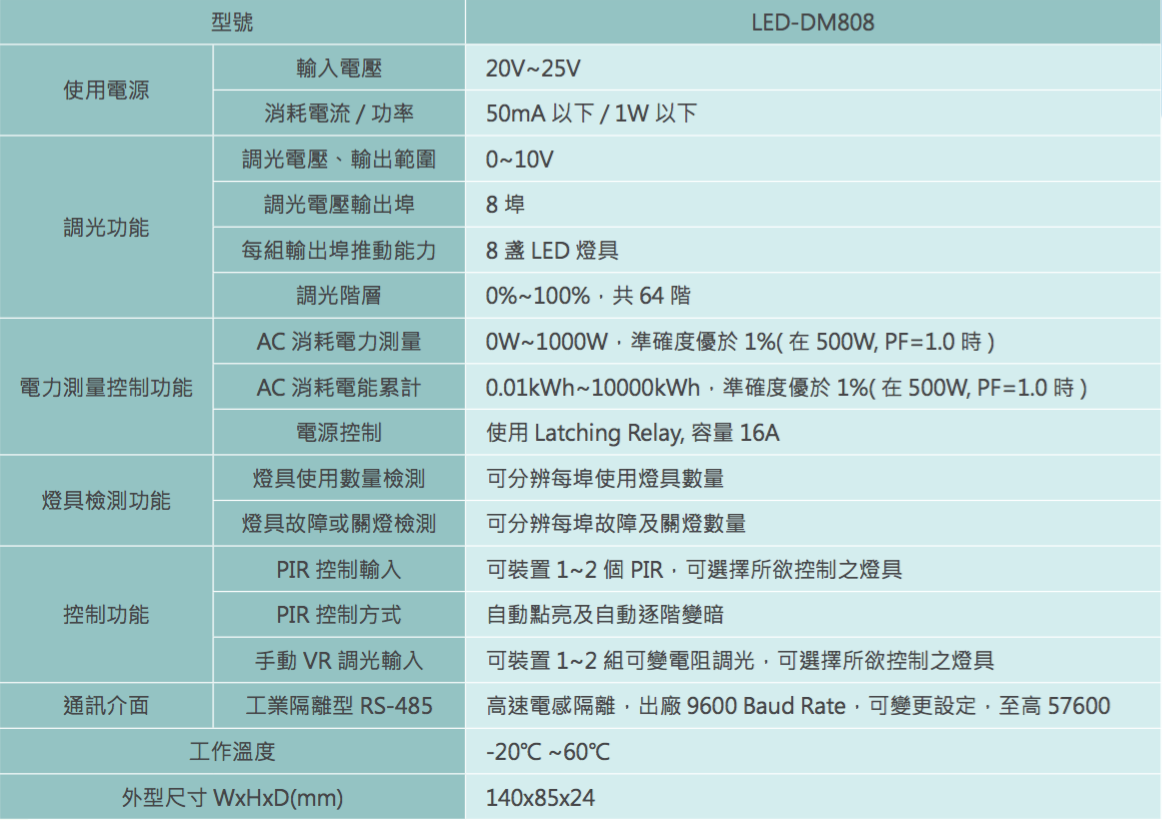 型號 LED-DM808
使用電源
輸入電壓 20V~25V
消耗電流 / 功率 50mA 以下 / 1W 以下
調光功能
調光電壓、輸出範圍 0~10V
調光電壓輸出埠 8 埠
每組輸出埠推動能力 8 盞 LED 燈具
調光階層 0%~100%，共 64 階
電力測量控制功能
AC 消耗電力測量 0W~1000W，準確度優於 1%( 在 500W, PF=1.0 時 )
AC 消耗電能累計 0.01kWh~10000kWh，準確度優於 1%( 在 500W, PF=1.0 時 )
電源控制 使用 Latching Relay, 容量 16A
燈具檢測功能
燈具使用數量檢測 可分辨每埠使用燈具數量
燈具故障或關燈檢測 可分辨每埠故障及關燈數量
控制功能
PIR 控制輸入 可裝置 1~2 個 PIR，可選擇所欲控制之燈具
PIR 控制方式 自動點亮及自動逐階變暗
手動 VR 調光輸入 可裝置 1~2 組可變電阻調光，可選擇所欲控制之燈具
通訊介面 工業隔離型 RS-485 高速電感隔離，出廠 9600 Baud Rate，可變更設定，至高 57600
工作溫度 -20℃ ~60℃
外型尺寸 WxHxD(mm) 140x85x24